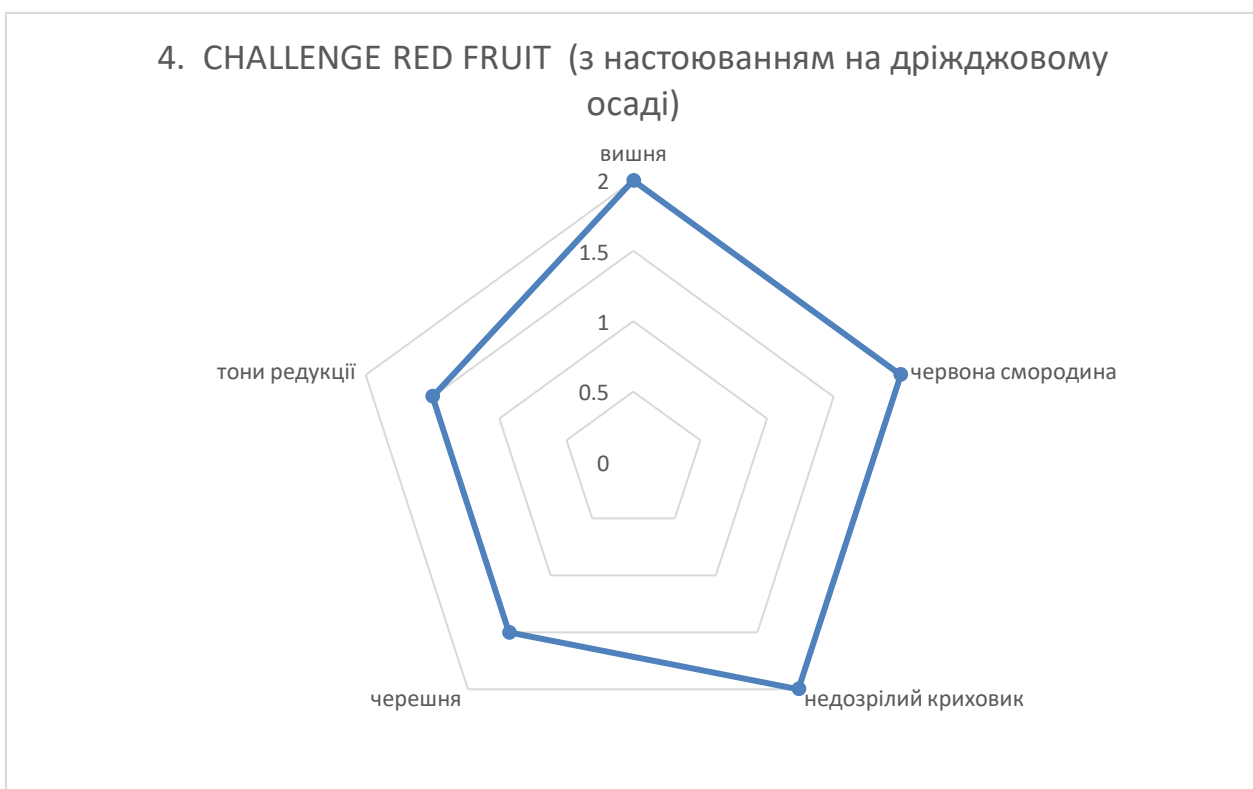 4. CHALLENGE RED FRUIT (з настоюванням на дріжджовому
осаді)
вишня
2
1.5
1
0.5
0
червона смородина
недозрілий криховик
черешня
тони редукції